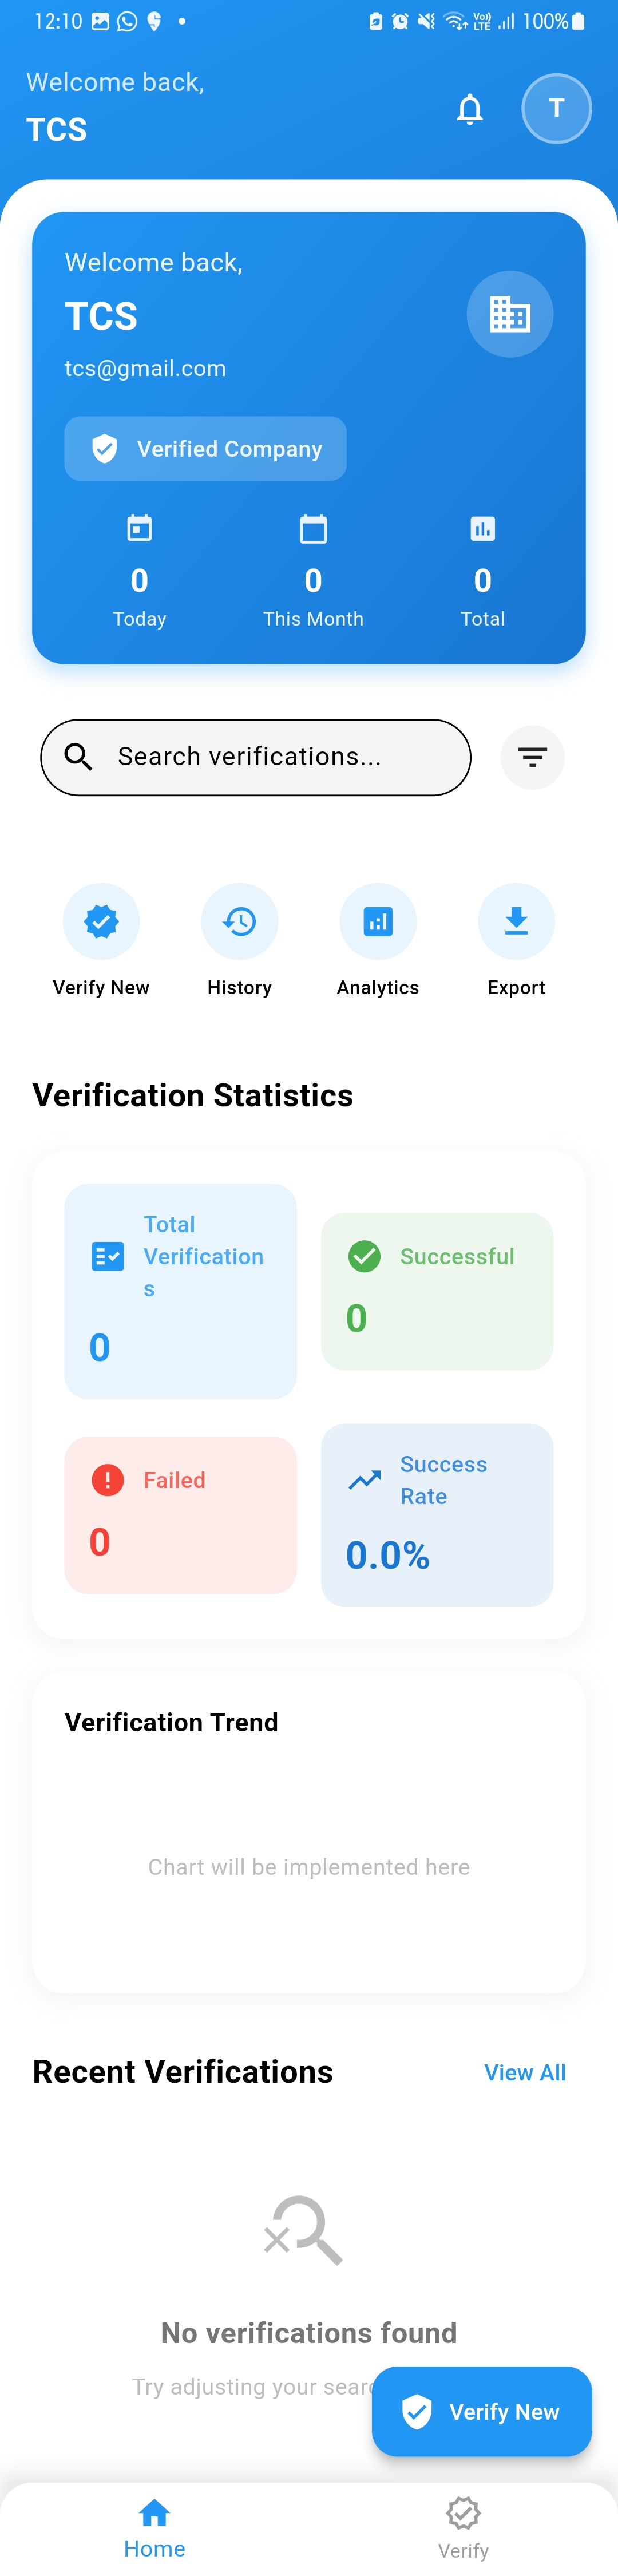 12:10
Vo))
LTE
100%
Welcome back,
TCS
T
Welcome back,
TCS
tcs@gmail.com
Verified Company
0
0
0
Today
This Month
Total
Search verifications...
Verify New
History
Analytics
Export
Verification Statistics
Total
Verification
s
0
Successful
0
Failed
0
Success
Rate
0.0%
Verification Trend
Chart will be implemented here
Recent Verifications
View All
No verifications found
Try adjusting your
Verify New
Home
Verify